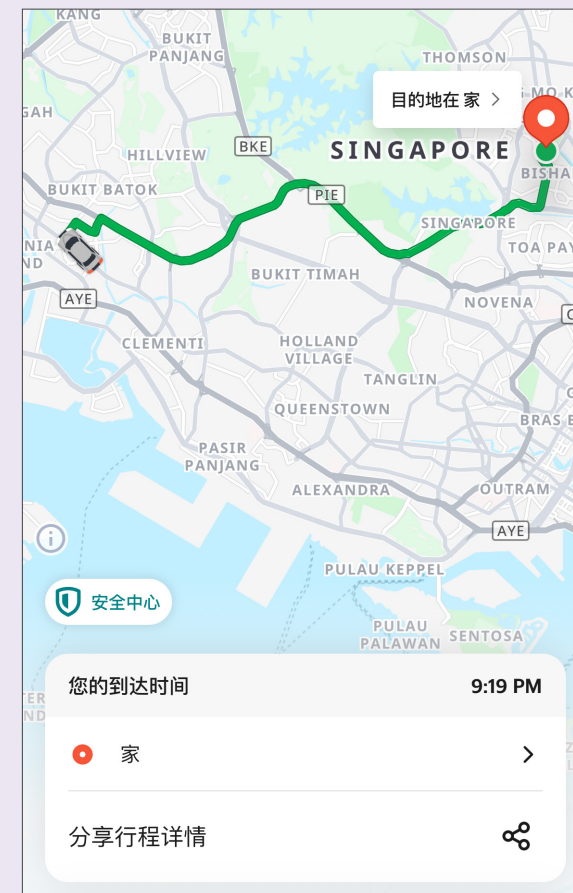 KANG
BUKIT
PANJANG
THOMSON
目的地在 家
MO K
GAH
HILLVIEW
BKE
SINGAPORE
BISHA
BUKIT BATOK
PIE
SINGAPORE
TOA PAY
NIA
ND
BUKIT TIMAH
AYE
NOVENA
C
CLEMENTI
HOLLAND
VILLAGE
TANGLIN
QUEENSTOWN
BRAS B
PASIR
PANJANG
ALEXANDRA
OUTRAM
AYE
PULAU KEPPEL
安全中心
PULAU
PALAWAN
SENTOSA
您的到达时间
9:19 PM
家
分享行程详情